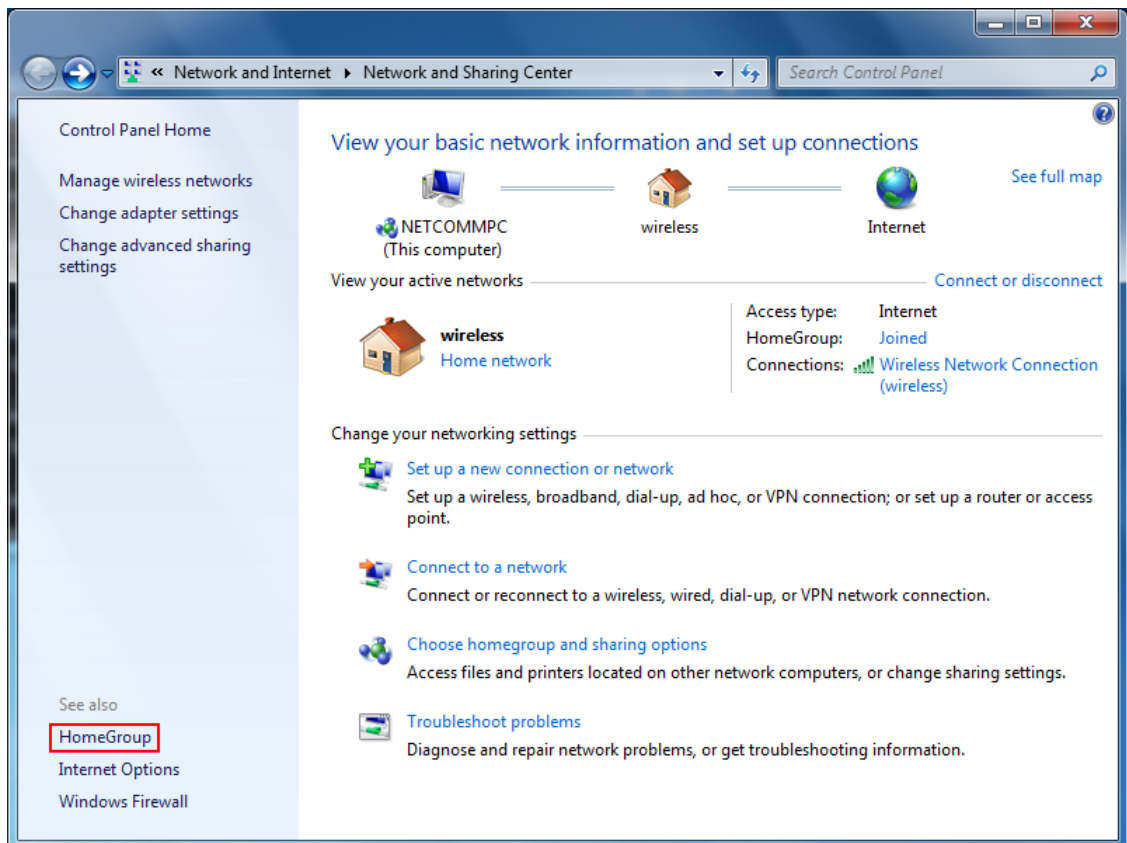 « Network and Internet ▸ Network and Sharing Center
Search Control Panel
Control Panel Home
Manage wireless networks
Change adapter settings
Change advanced sharing
settings
See also
HomeGroup
Internet Options
Windows Firewall
View your basic network information and set up connections
See full map
NETCOMMPC
(This computer)
wireless
Internet
View your active networks
Connect or disconnect
wireless
Home network
Access type: Internet
HomeGroup: Joined
Connections: Wireless Network Connection
(wireless)
Change your networking settings
Set up a new connection or network
Set up a wireless, broadband, dial-up, ad hoc, or VPN connection; or set up a router or access
point.
Connect to a network
Connect or reconnect to a wireless, wired, dial-up, or VPN network connection.
Choose homegroup and sharing options
Access files and printers located on other network computers, or change sharing settings.
Troubleshoot problems
Diagnose and repair network problems, or get troubleshooting information.